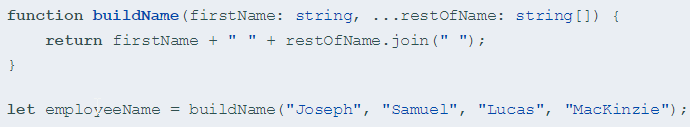 function buildName(firstName: string, ...restOfName: string[]) {
    return firstName + " " + restOfName.join(" ");
}
let employeeName = buildName("Joseph", "Samuel", "Lucas", "MacKinzie");